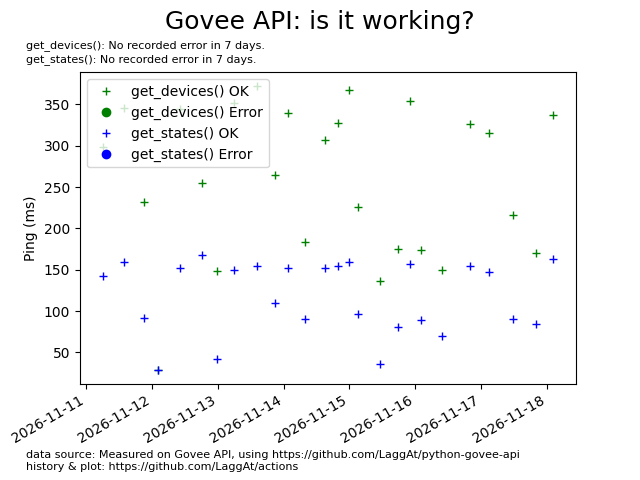 Govee API: is it working?
get_devices(): No recorded error in 7 days.
get_states(): No recorded error in 7 days.
get_devices() OK
get_devices() Error
get_states() OK
get_states() Error
Ping (ms)
350
300
250
200
150
100
50
2026-11-11
2026-11-12
2026-11-13
2026-11-14
2026-11-15
2026-11-16
2026-11-17
2026-11-18
data source: Measured on Govee API, using https://github.com/LaggAt/python-govee-api
history & plot: https://github.com/LaggAt/actions